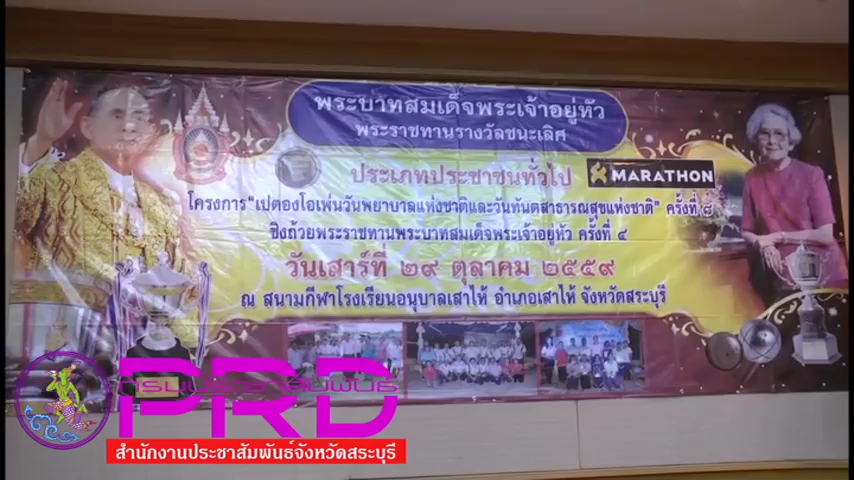 พระบาทสมเด็จพระเจ้าอยู่หัว
พระราชทานรางวัลชนะเลิศ
ประเภทประชาชนทั่วไป
MARATHON
โครงการ"เปตองโอเพ่นวันพยาบาลแห่งชาติและวันทันตสาธารณสุขแห่งชาติ" ครั้งที่ ๘
ชิงถ้วยพระราชทานพระบาทสมเด็จพระเจ้าอยู่หัว ครั้งที่ ๔
วันเสาร์ที่ ๒๙ ตุลาคม ๒๕๕๙
ณ สนามกีฬาโรงเรียนอนุบาลเสาไห้ อำเภอเสาไห้ จังหวัดสระบุรี
กรมประชาสัมพันธ์
PRD
สำนักงานประชาสัมพันธ์จังหวัดสระบุรี